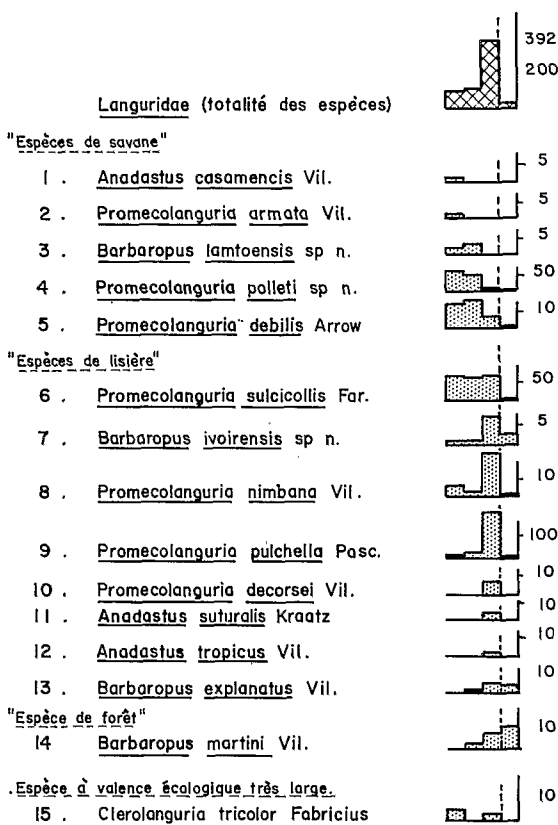 392
200
Languridae (totalité des espèces)
"Espèces de savane"
1 . Anadastus casamencis Vil. 5
2 . Promecolanguria armata Vil. 5
3 . Barbaropus lamtoensis sp n. 5
4 . Promecolanguria polleti sp n. 50
5 . Promecolanguria debilis Arrow 10
"Espèces de lisière"
6 . Promecolanguria sulcicollis Far. 50
7 . Barbaropus ivoirensis sp n. 5
8 . Promecolanguria nimbana Vil. 10
9 . Promecolanguria pulchella Pasc. 100
10 . Promecolanguria decorsei Vil. 10
11 . Anadastus suturalis Kraatz 10
12 . Anadastus tropicus Vil. 10
13 . Barbaropus explanatus Vil. 10
"Espèce de forêt"
14 Barbaropus martini Vil. 10
.Espèce à valence écologique très large.
15 . Clerolanguria tricolor Fabricius 10